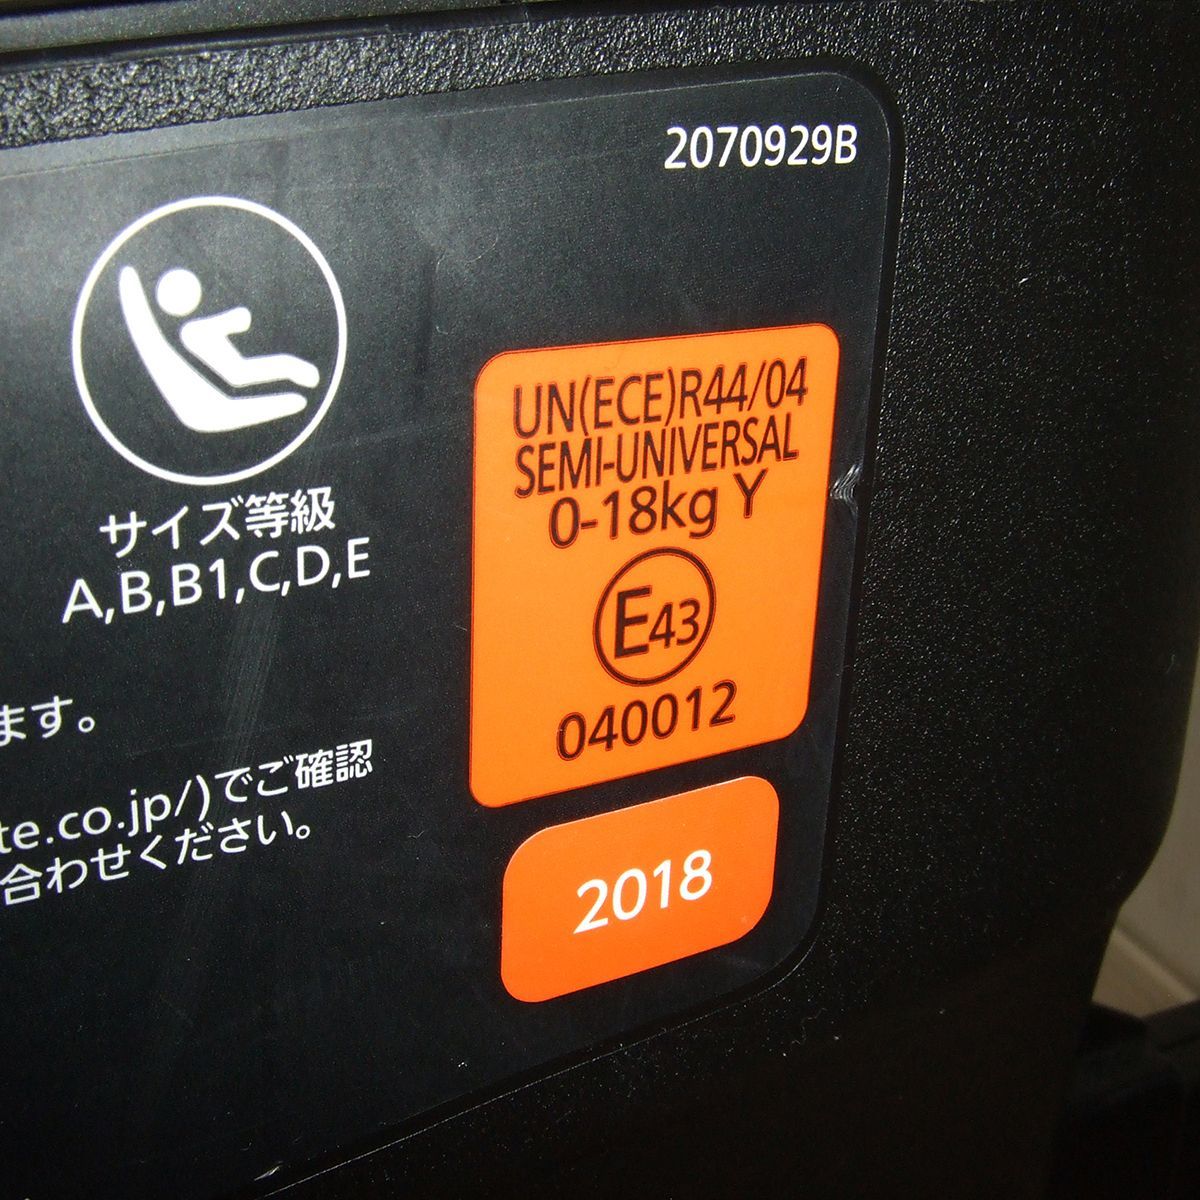 2070929B
サイズ等級
A,B,B1,C,D,E
ます。
te.co.jp/)でご確認
合わせください。
UN(ECE)R44/04
SEMI-UNIVERSAL
0-18kg Y
E43
040012
2018